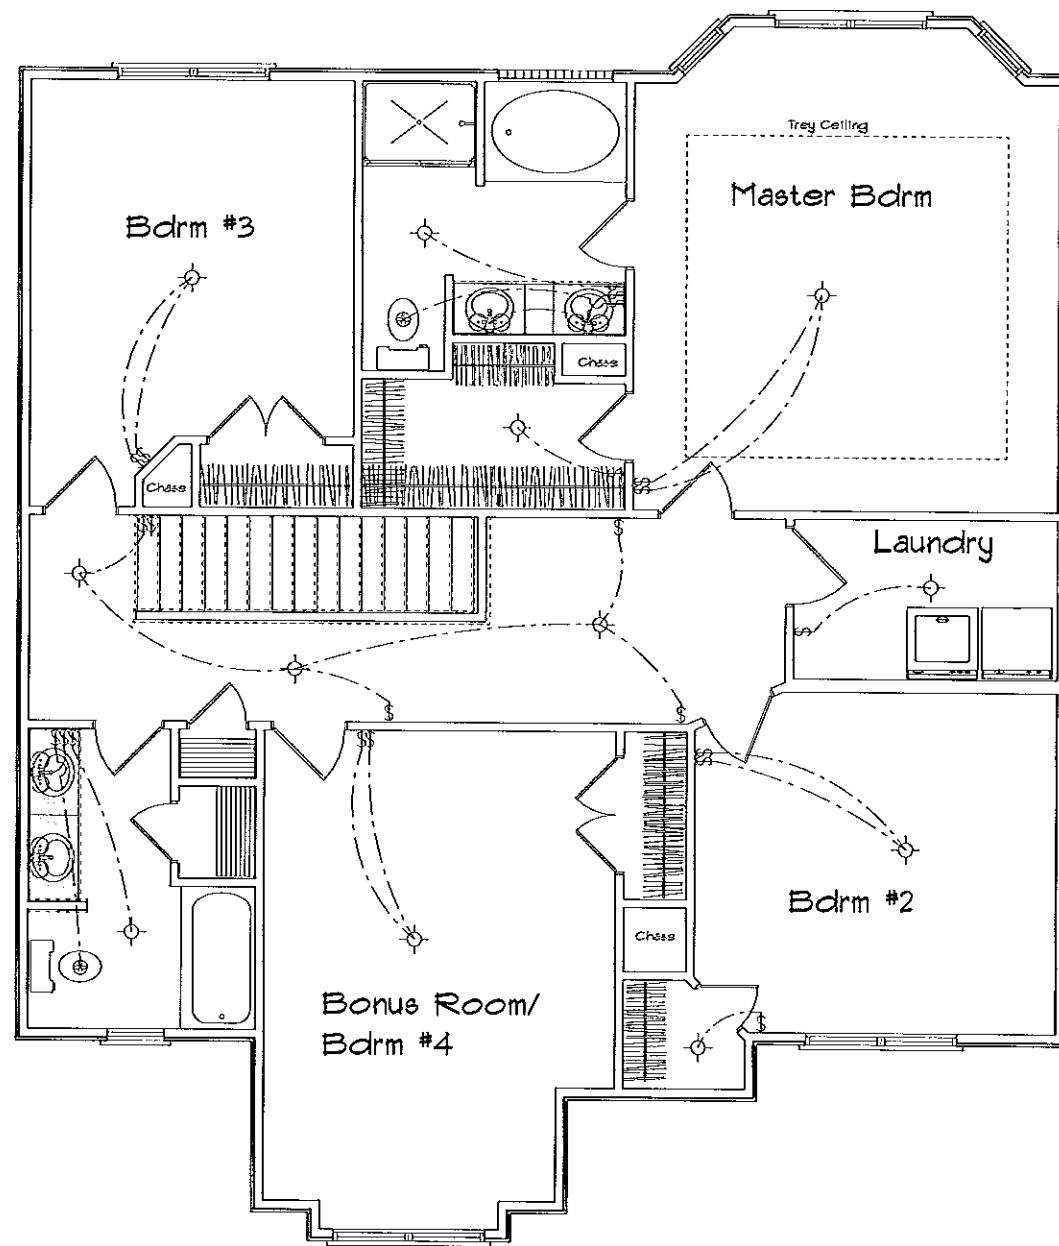 Trey Ceiling
Master Bdrm
Bdrm #3
Chase
Chase
Laundry
Bdrm #2
Chase
Bonus Room/
Bdrm #4